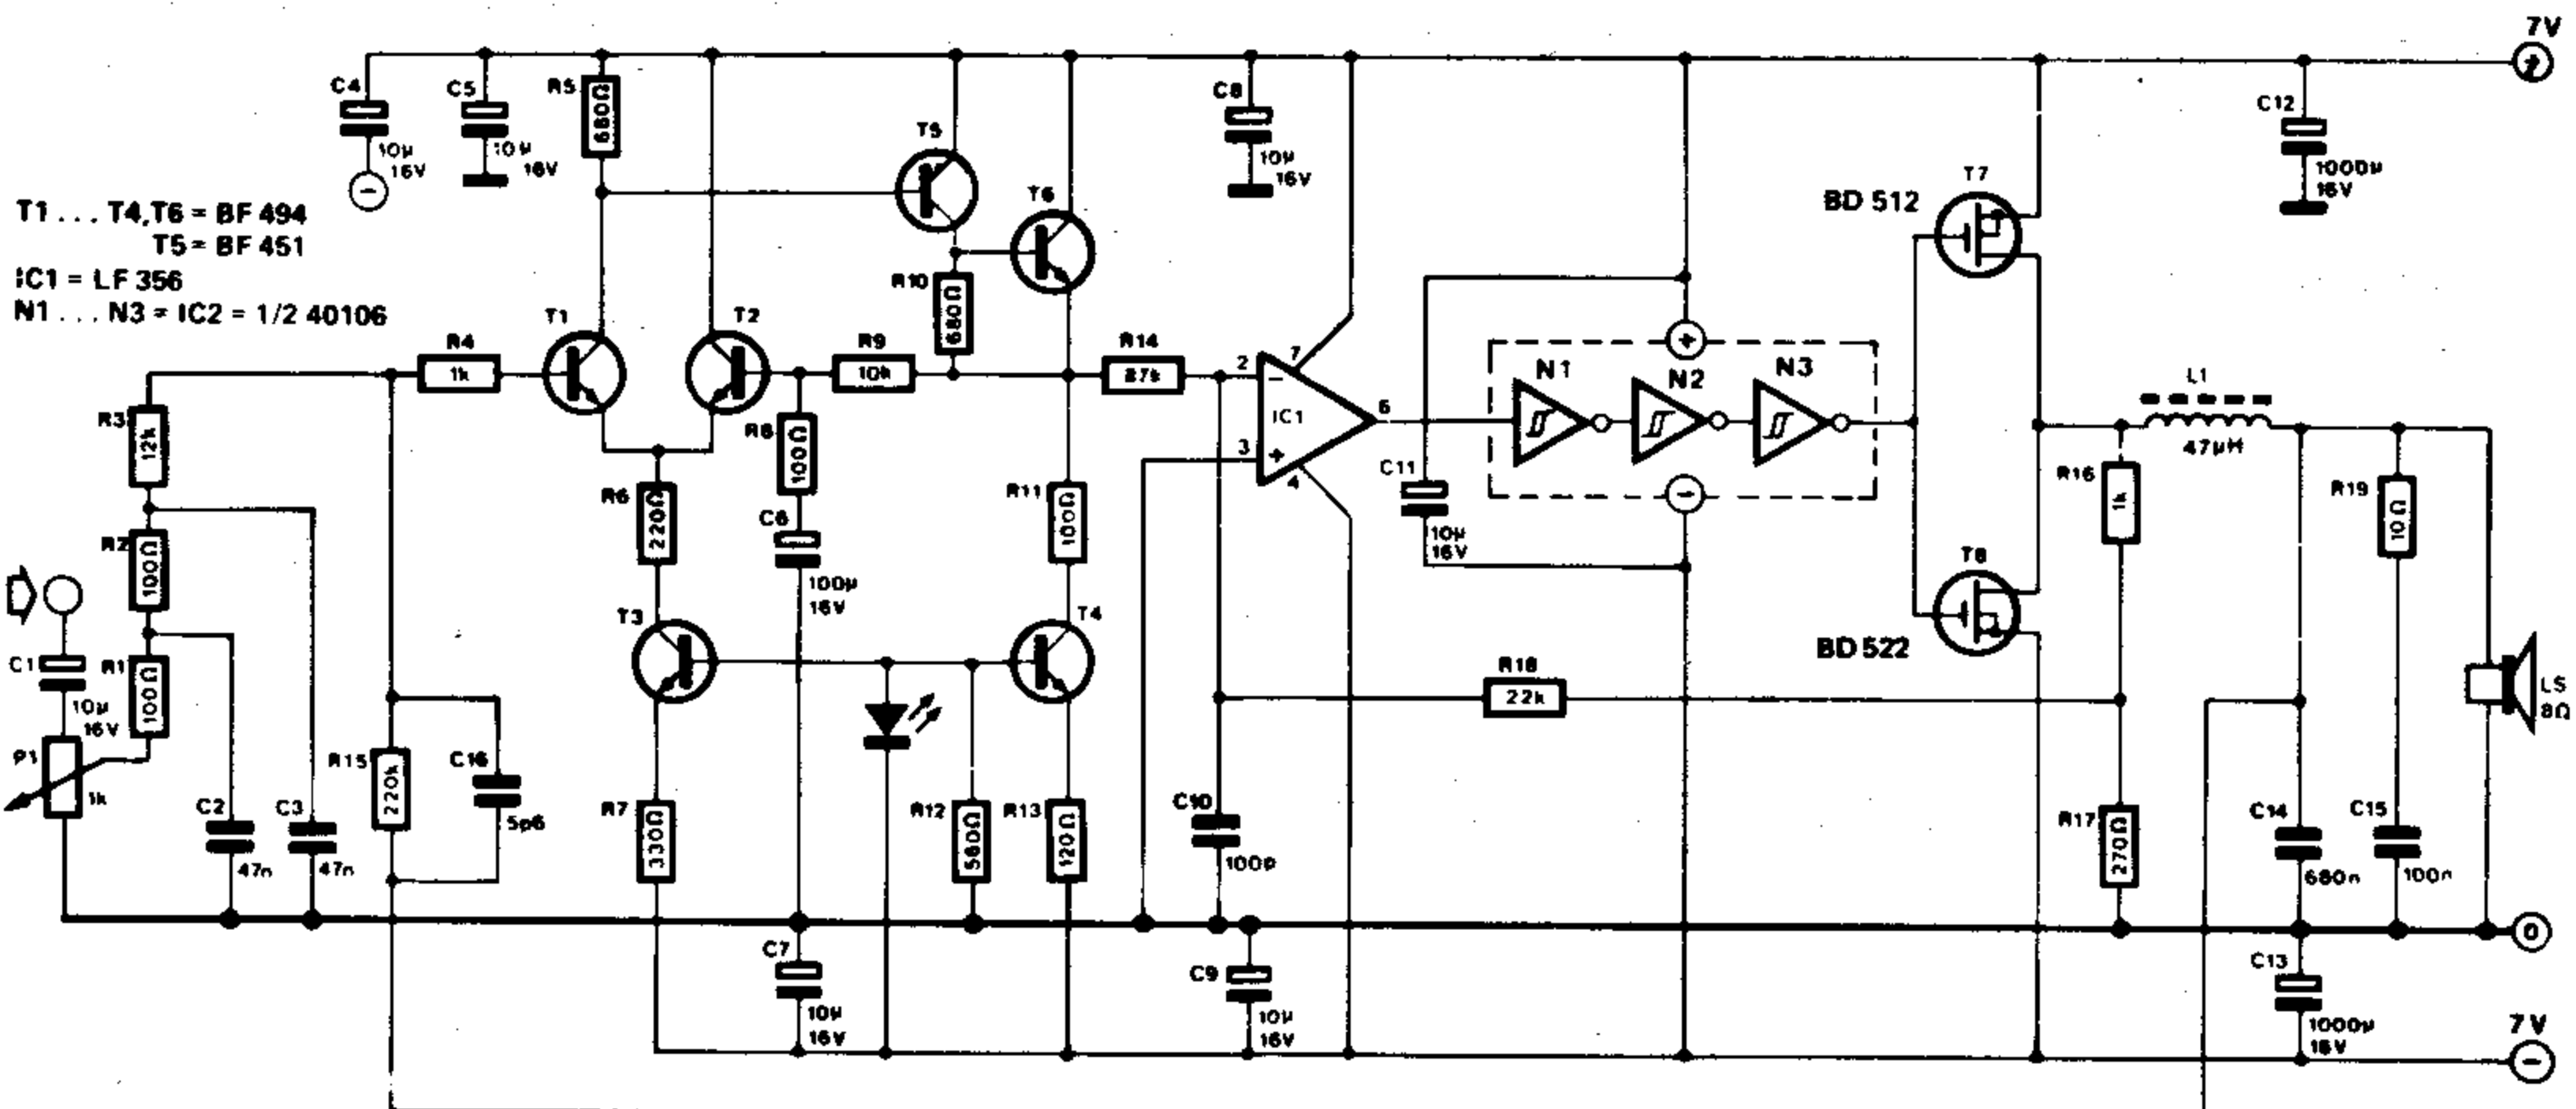 7V
+
C4
10µ
16V
−
C5
10µ
16V
R5
680Ω
T5
T6
C8
10µ
16V
C12
1000µ
16V
T1 . . . T4,T6 = BF 494
T5 = BF 451
IC1 = LF 356
N1 . . . N3 = IC2 = 1/2 40106
BD 512
T7
R10
680Ω
T1
T2
R4
1k
R9
10k
R14
2
−
7
IC1
3
+
4
6
+
N1
N2
N3
−
L1
47µH
R3
12k
R2
100Ω
R1
100Ω
R8
100Ω
C6
100µ
16V
R6
220Ω
R11
100Ω
C11
10µ
16V
R16
1k
R19
10Ω
T3
T4
T8
BD 522
R18
22k
LS
8Ω
C1
10µ
16V
P1
1k
C2
47n
C3
47n
R15
220k
C16
5p6
R7
330Ω
R12
560Ω
R13
120Ω
C10
100p
R17
270Ω
C14
680n
C15
100n
0
C7
10µ
16V
C9
10µ
16V
C13
1000µ
16V
7V
−